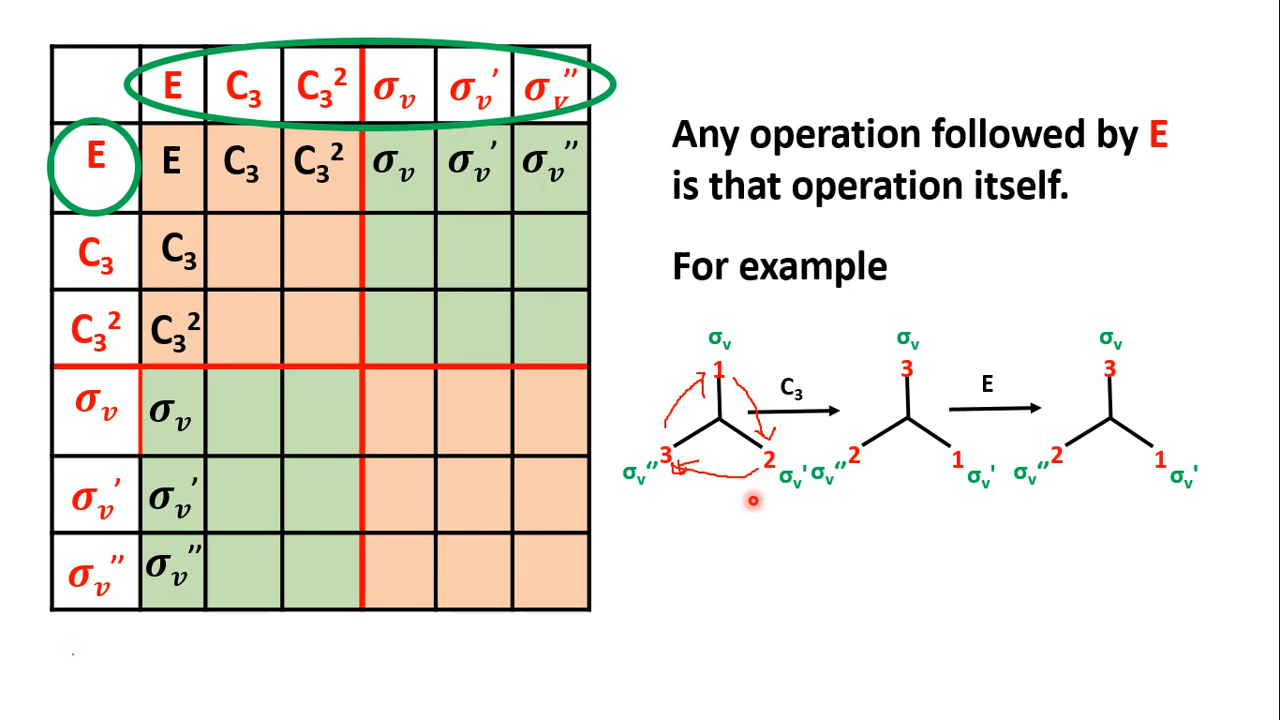 E C₃ C₃² σᵥ σᵥ’ σᵥ”
E E C₃ C₃² σᵥ σᵥ’ σᵥ”
C₃ C₃
C₃² C₃²
σᵥ σᵥ
σᵥ’ σᵥ’
σᵥ” σᵥ”
Any operation followed by E
is that operation itself.
For example
σᵥ
1
3
2
σᵥ”
σᵥ'
C₃
σᵥ
3
2
1
σᵥ”
σᵥ'
E
σᵥ
3
2
1
σᵥ”
σᵥ'